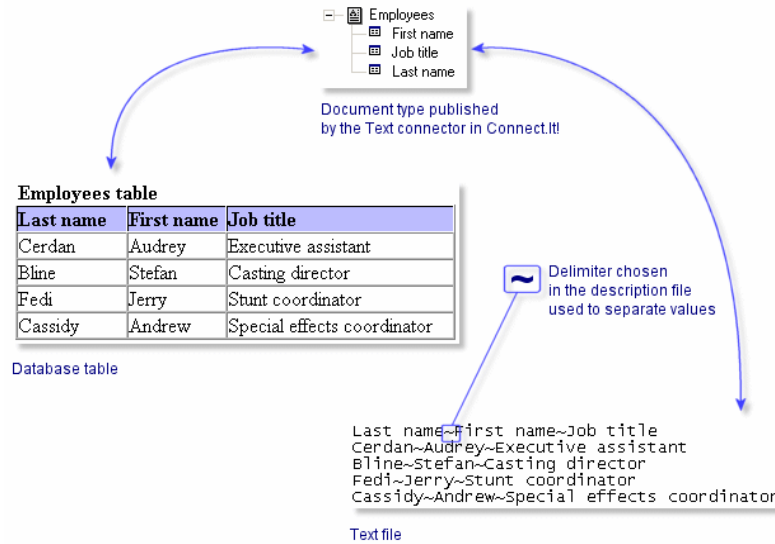 Employees
First name
Job title
Last name
Document type published
by the Text connector in Connect.It!
Employees table
Last name First name Job title
Cerdan Audrey Executive assistant
Bline Stefan Casting director
Fedi Jerry Stunt coordinator
Cassidy Andrew Special effects coordinator
Database table
~
Delimiter chosen
in the description file
used to separate values
Last name~First name~Job title
Cerdan~Audrey~Executive assistant
Bline~Stefan~Casting director
Fedi~Jerry~Stunt coordinator
Cassidy~Andrew~Special effects coordinator
Text file